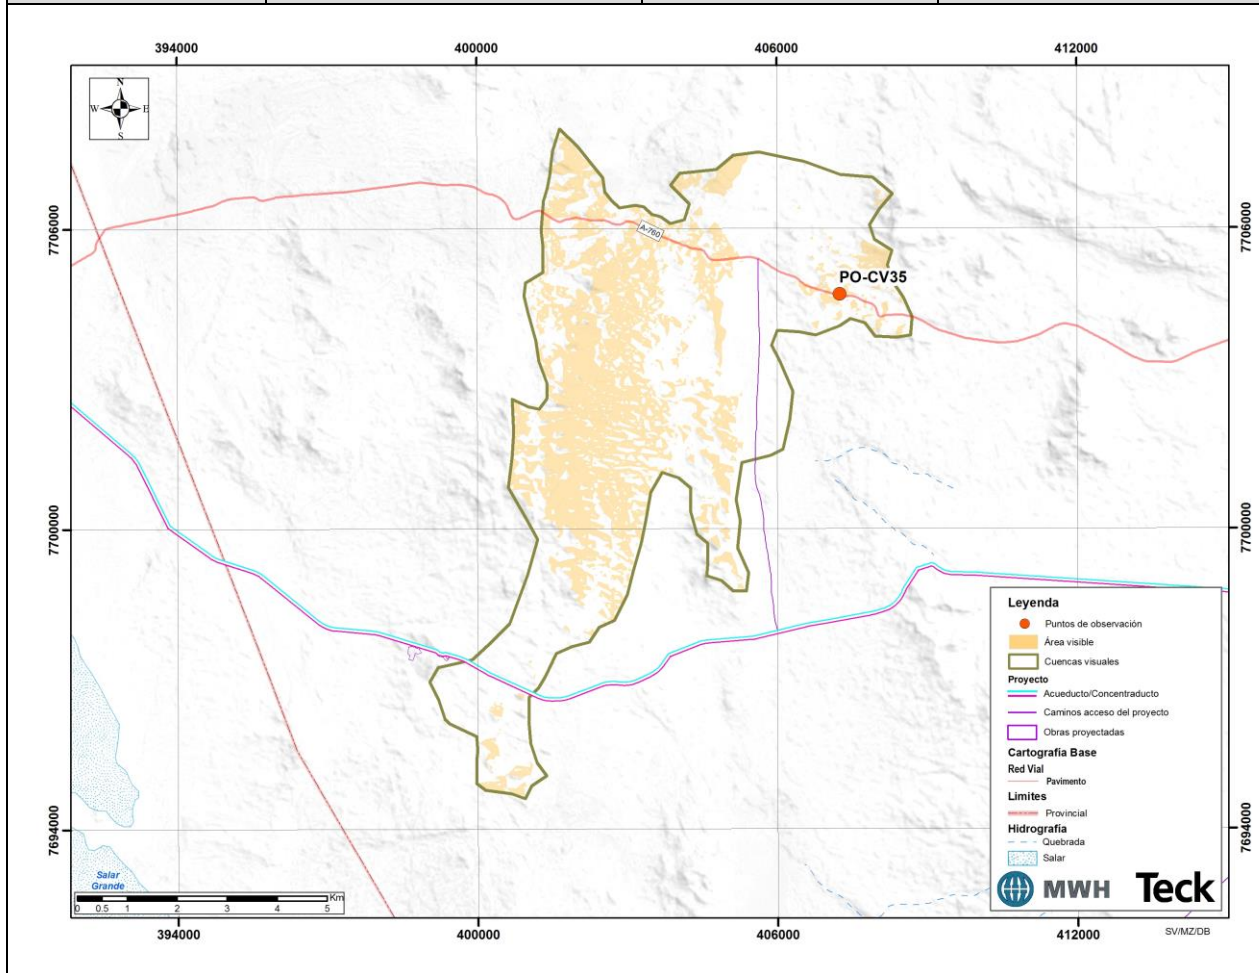 394000 400000 406000 412000
N
W E
S
7706000 7706000
A-760
PO-CV35
7700000 7700000
Leyenda
Puntos de observación
Área visible
Cuencas visuales
Proyecto
Acueducto/Concentraducto
Caminos acceso del proyecto
Obras proyectadas
Cartografía Base
Red Vial
Pavimento
Limites
Provincial
Hidrografía
Quebrada
Salar
7694000 7694000
Salar
Grande
MWH Teck
Km
0 0.5 1 2 3 4 5
394000 400000 406000 412000
SV/MZ/DB